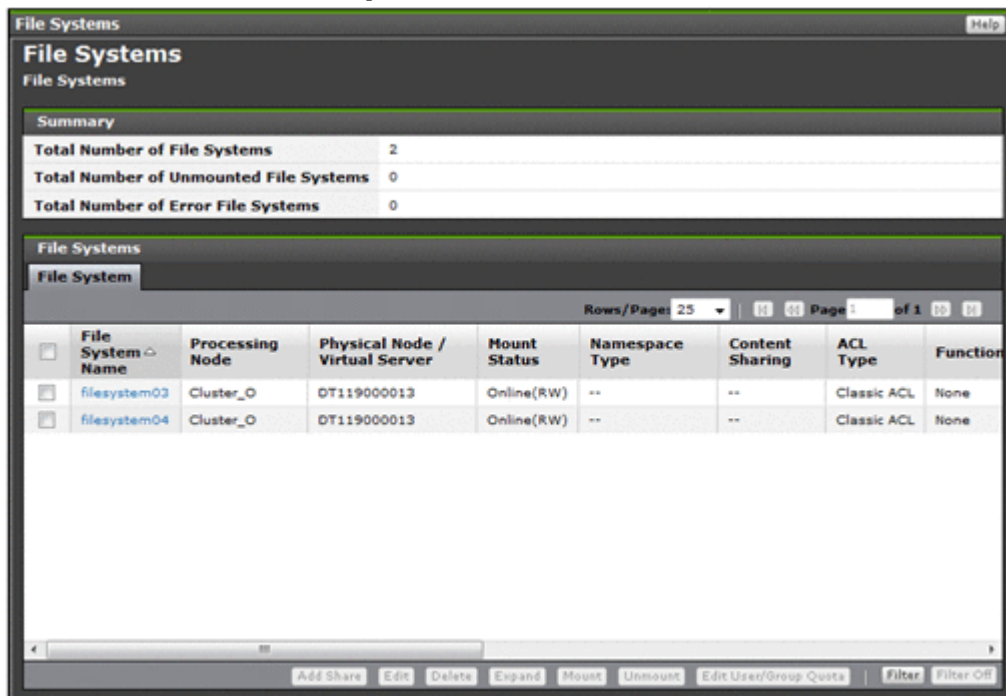 File Systems Help
File Systems
File Systems
Summary
Total Number of File Systems 2
Total Number of Unmounted File Systems 0
Total Number of Error File Systems 0
File Systems
File System
Rows/Page: 25 Page 1 of 1
File System Name Processing Node Physical Node / Virtual Server Mount Status Namespace Type Content Sharing ACL Type Function
filesystem03 Cluster_O DT119000013 Online(RW) -- -- Classic ACL None
filesystem04 Cluster_O DT119000013 Online(RW) -- -- Classic ACL None
Add Share Edit Delete Expand Mount Unmount Edit User/Group Quota Filter Filter Off